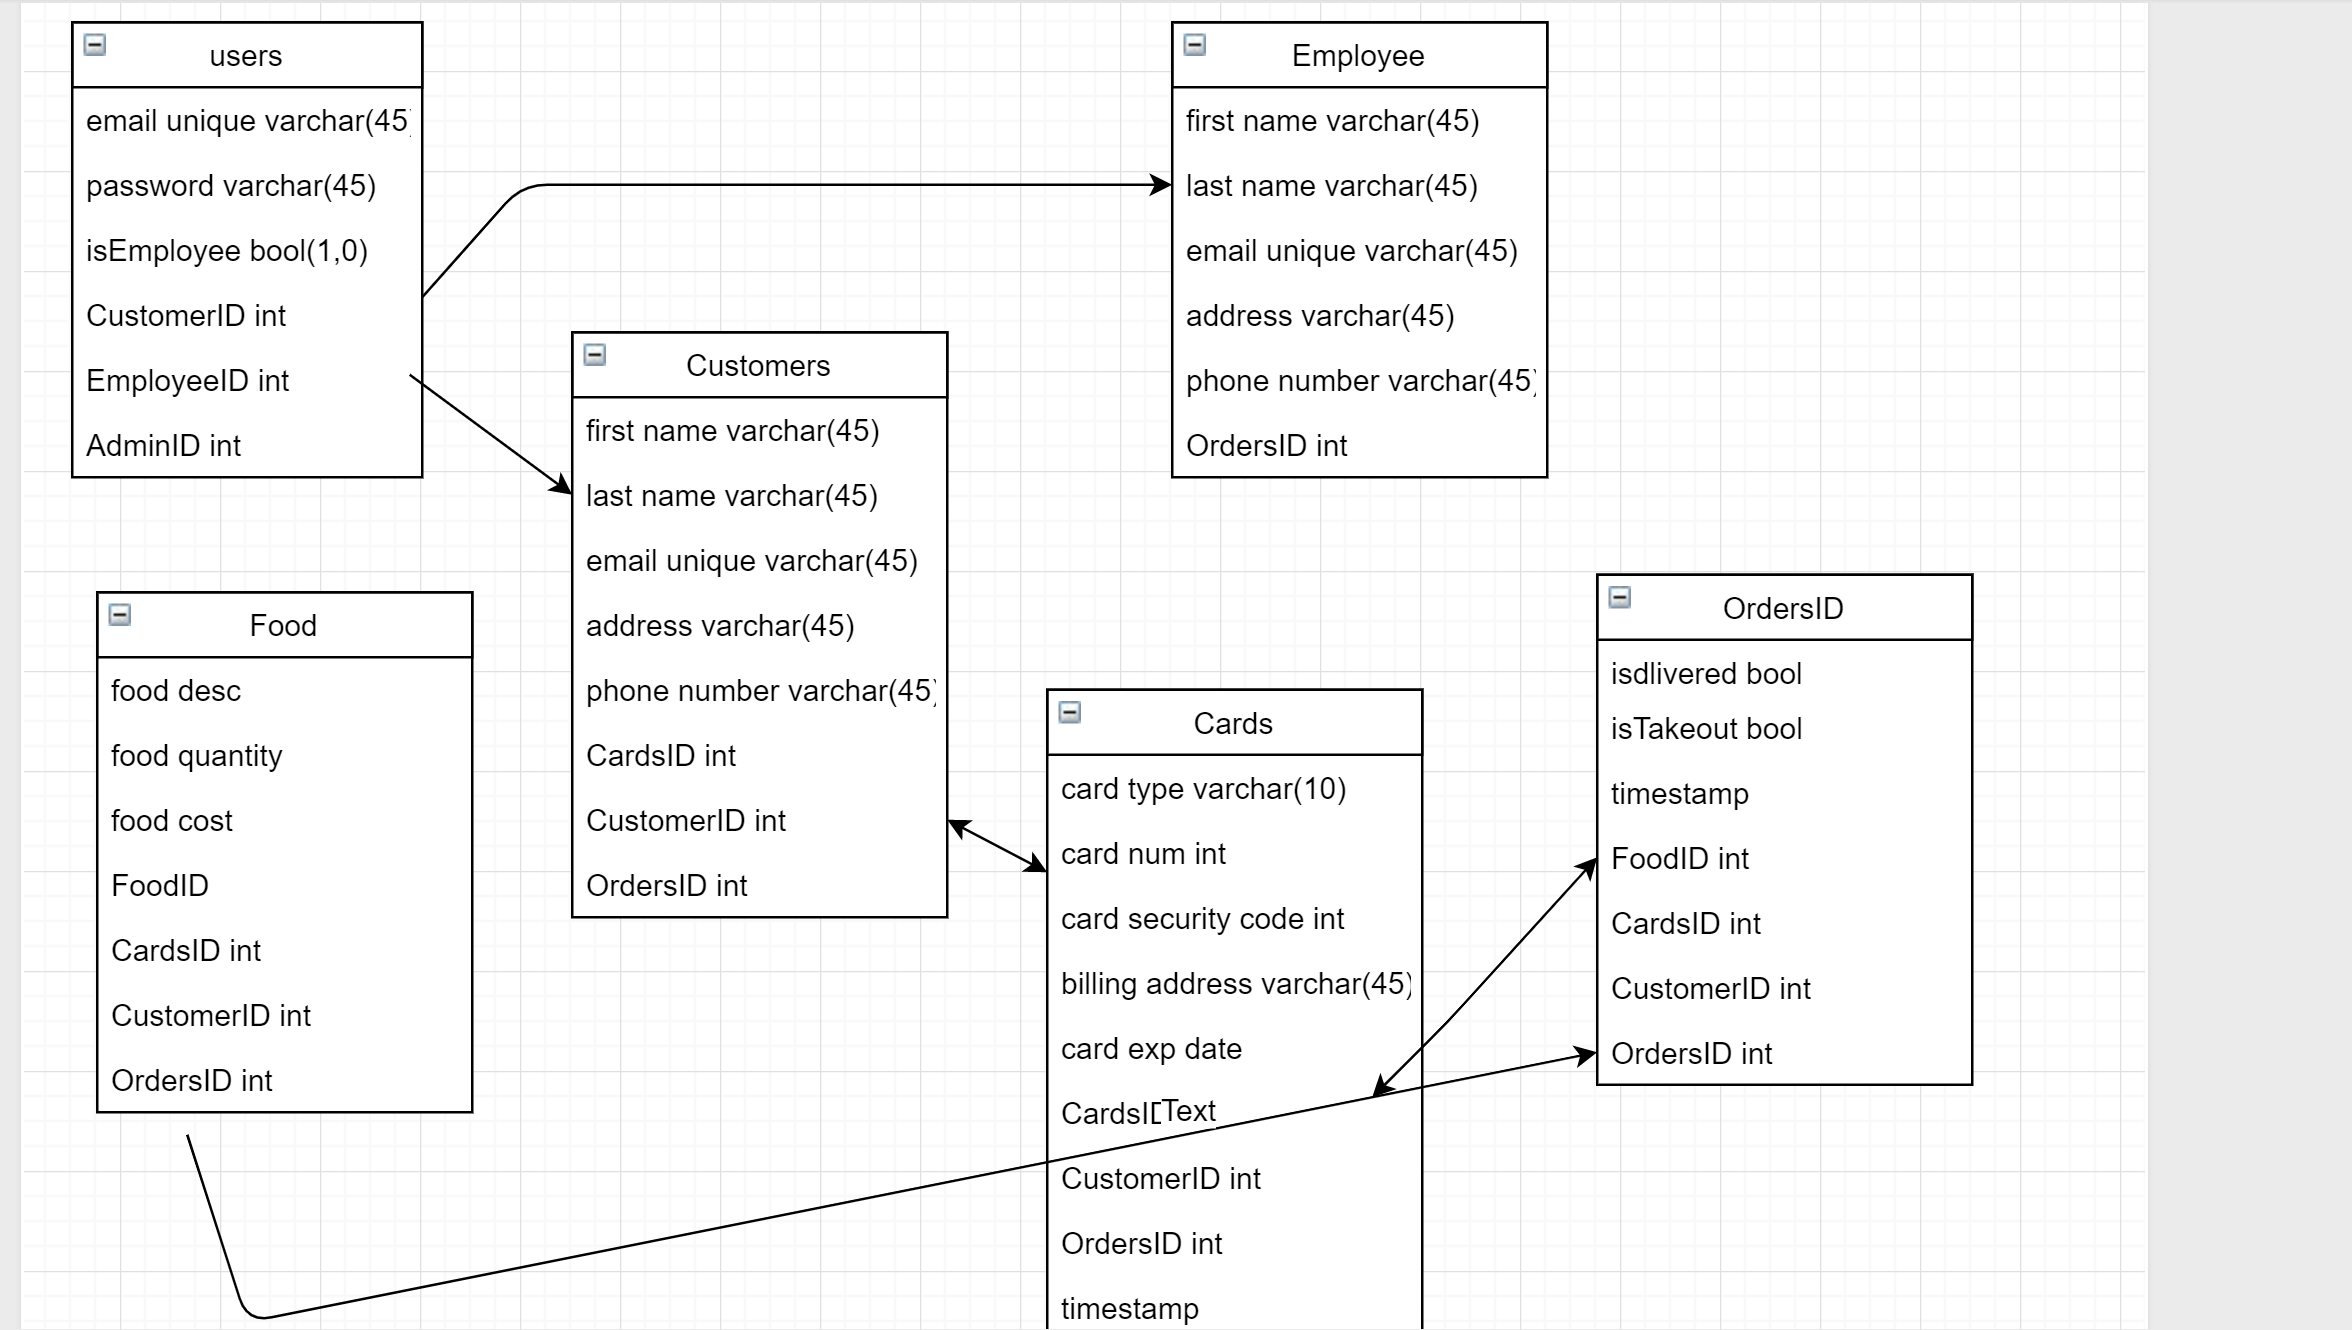 users
email unique varchar(45)
password varchar(45)
isEmployee bool(1,0)
CustomerID int
EmployeeID int
AdminID int
Employee
first name varchar(45)
last name varchar(45)
email unique varchar(45)
address varchar(45)
phone number varchar(45)
OrdersID int
Customers
first name varchar(45)
last name varchar(45)
email unique varchar(45)
address varchar(45)
phone number varchar(45)
CardsID int
CustomerID int
OrdersID int
Food
food desc
food quantity
food cost
FoodID
CardsID int
CustomerID int
OrdersID int
Cards
card type varchar(10)
card num int
card security code int
billing address varchar(45)
card exp date
CardsID
Text
CustomerID int
OrdersID int
timestamp
OrdersID
isdlivered bool
isTakeout bool
timestamp
FoodID int
CardsID int
CustomerID int
OrdersID int